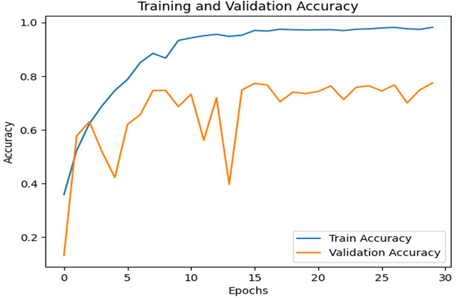 Training and Validation Accuracy
1.0
0.8
0.6
0.4
0.2
Accuracy
0 5 10 15 20 25 30
Epochs
Train Accuracy
Validation Accuracy